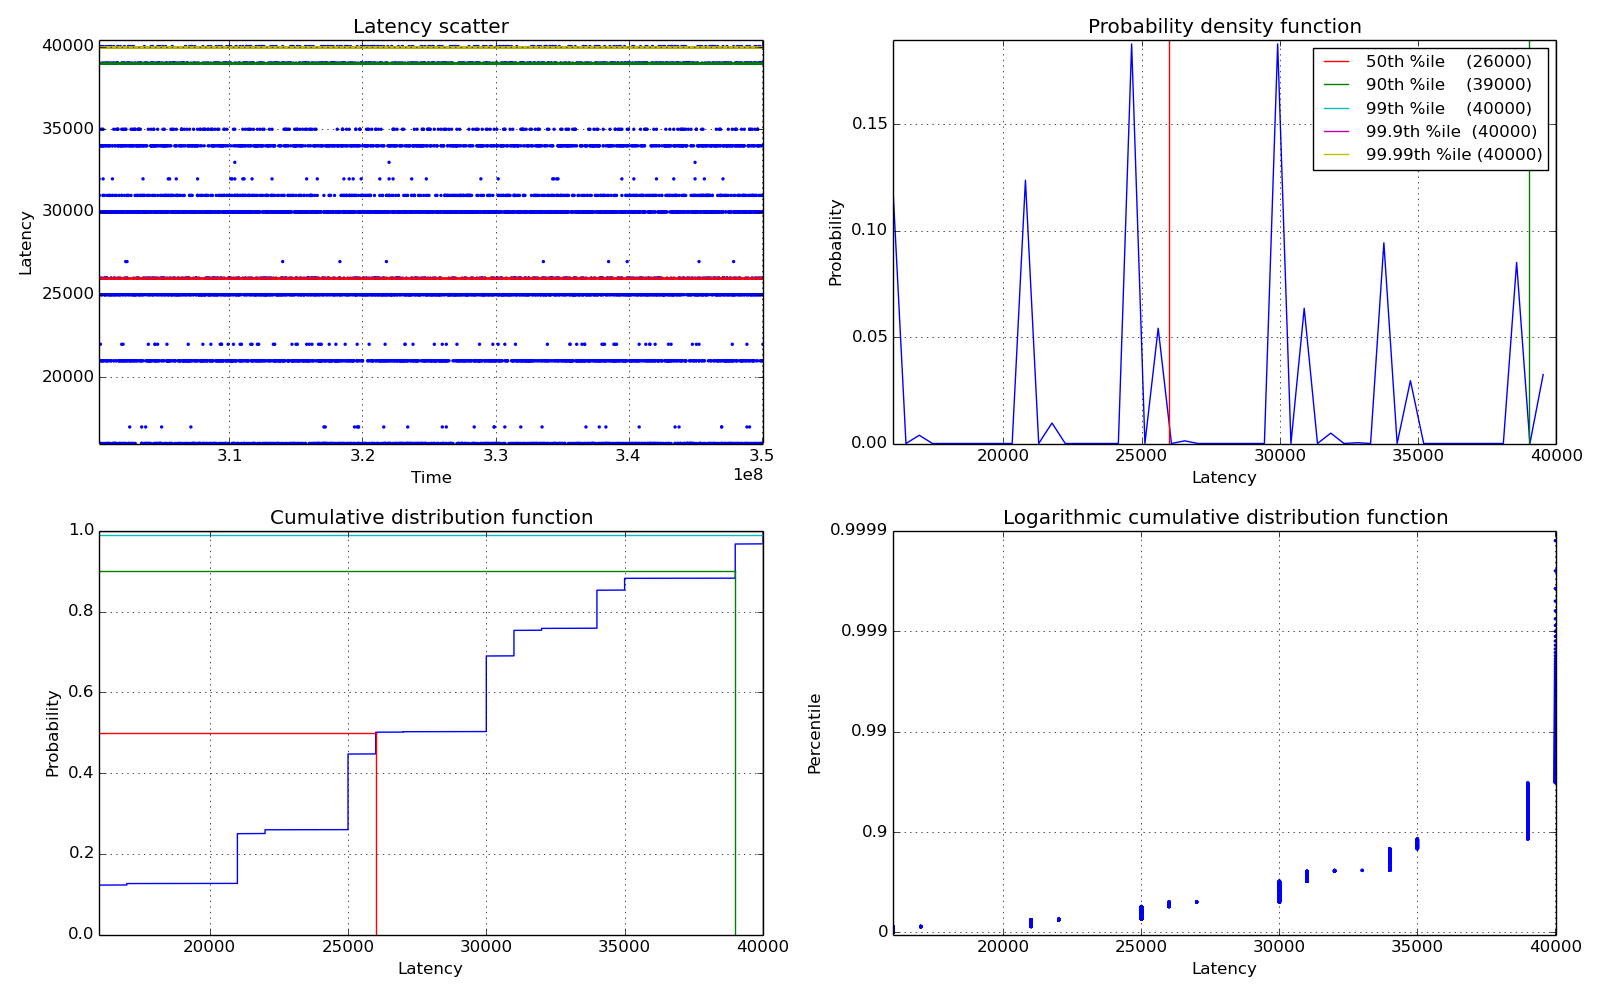 Latency scatter
40000
35000
30000
25000
20000
Latency
3.1
3.2
3.3
3.4
3.5
1e8
Time
Probability density function
50th %ile (26000)
90th %ile (39000)
99th %ile (40000)
99.9th %ile (40000)
99.99th %ile (40000)
0.15
0.10
0.05
0.00
Probability
20000
25000
30000
35000
40000
Latency
Cumulative distribution function
1.0
0.8
0.6
0.4
0.2
0.0
Probability
20000
25000
30000
35000
40000
Latency
Logarithmic cumulative distribution function
0.9999
0.999
0.99
0.9
0
Percentile
20000
25000
30000
35000
40000
Latency